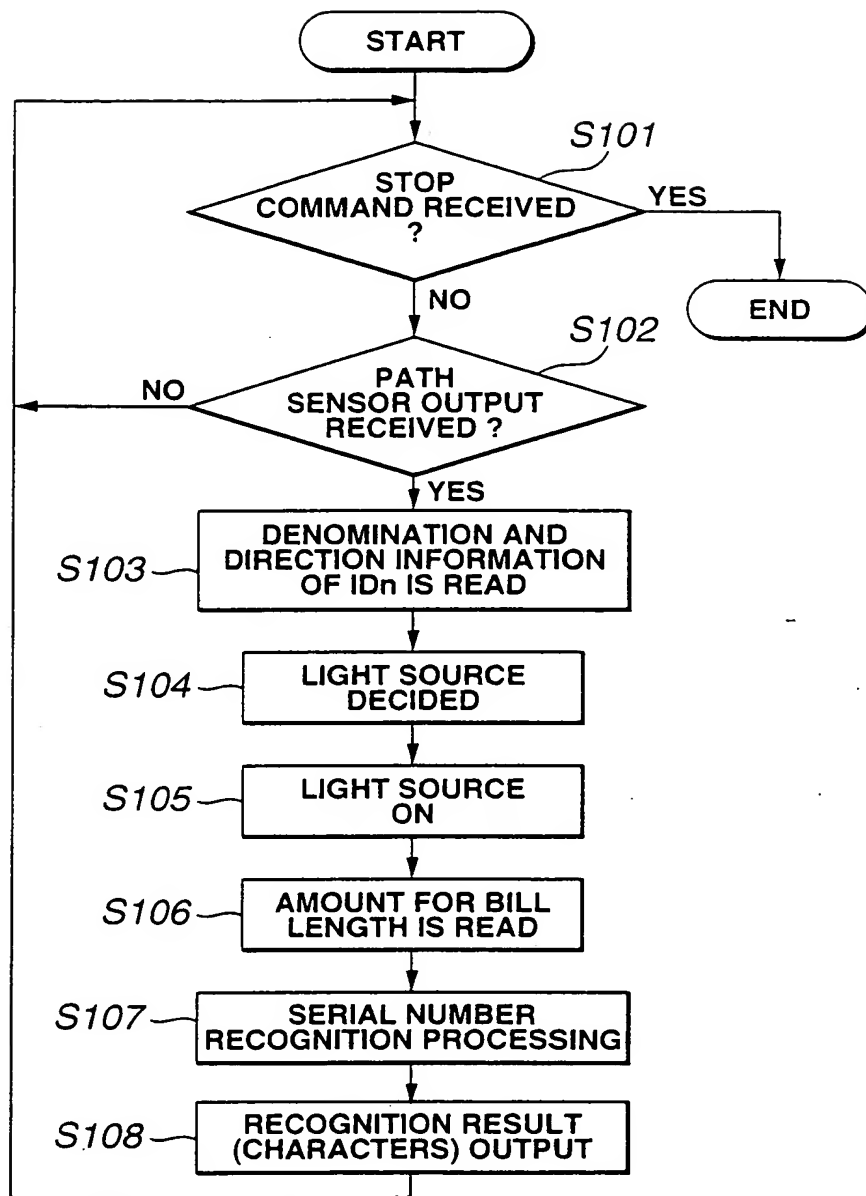 START
S101
STOP
COMMAND RECEIVED
?
YES
END
NO
S102
PATH
SENSOR OUTPUT
RECEIVED ?
NO
YES
S103
DENOMINATION AND
DIRECTION INFORMATION
OF IDn IS READ
S104
LIGHT SOURCE
DECIDED
S105
LIGHT SOURCE
ON
S106
AMOUNT FOR BILL
LENGTH IS READ
S107
SERIAL NUMBER
RECOGNITION PROCESSING
S108
RECOGNITION RESULT
(CHARACTERS) OUTPUT